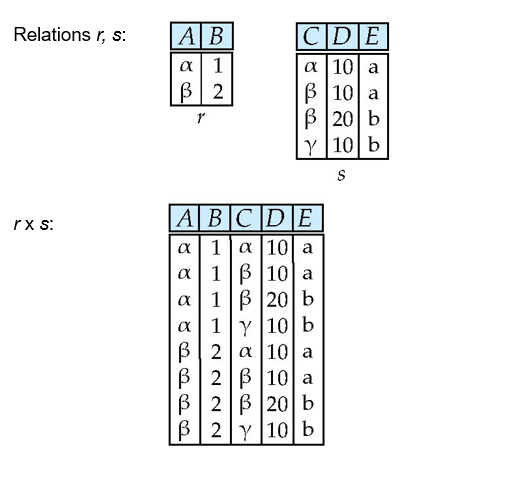 Relations r, s:
A B
α 1
β 2
r
C D E
α 10 a
β 10 a
β 20 b
γ 10 b
s
r x s:
A B C D E
α 1 α 10 a
α 1 β 10 a
α 1 β 20 b
α 1 γ 10 b
β 2 α 10 a
β 2 β 10 a
β 2 β 20 b
β 2 γ 10 b